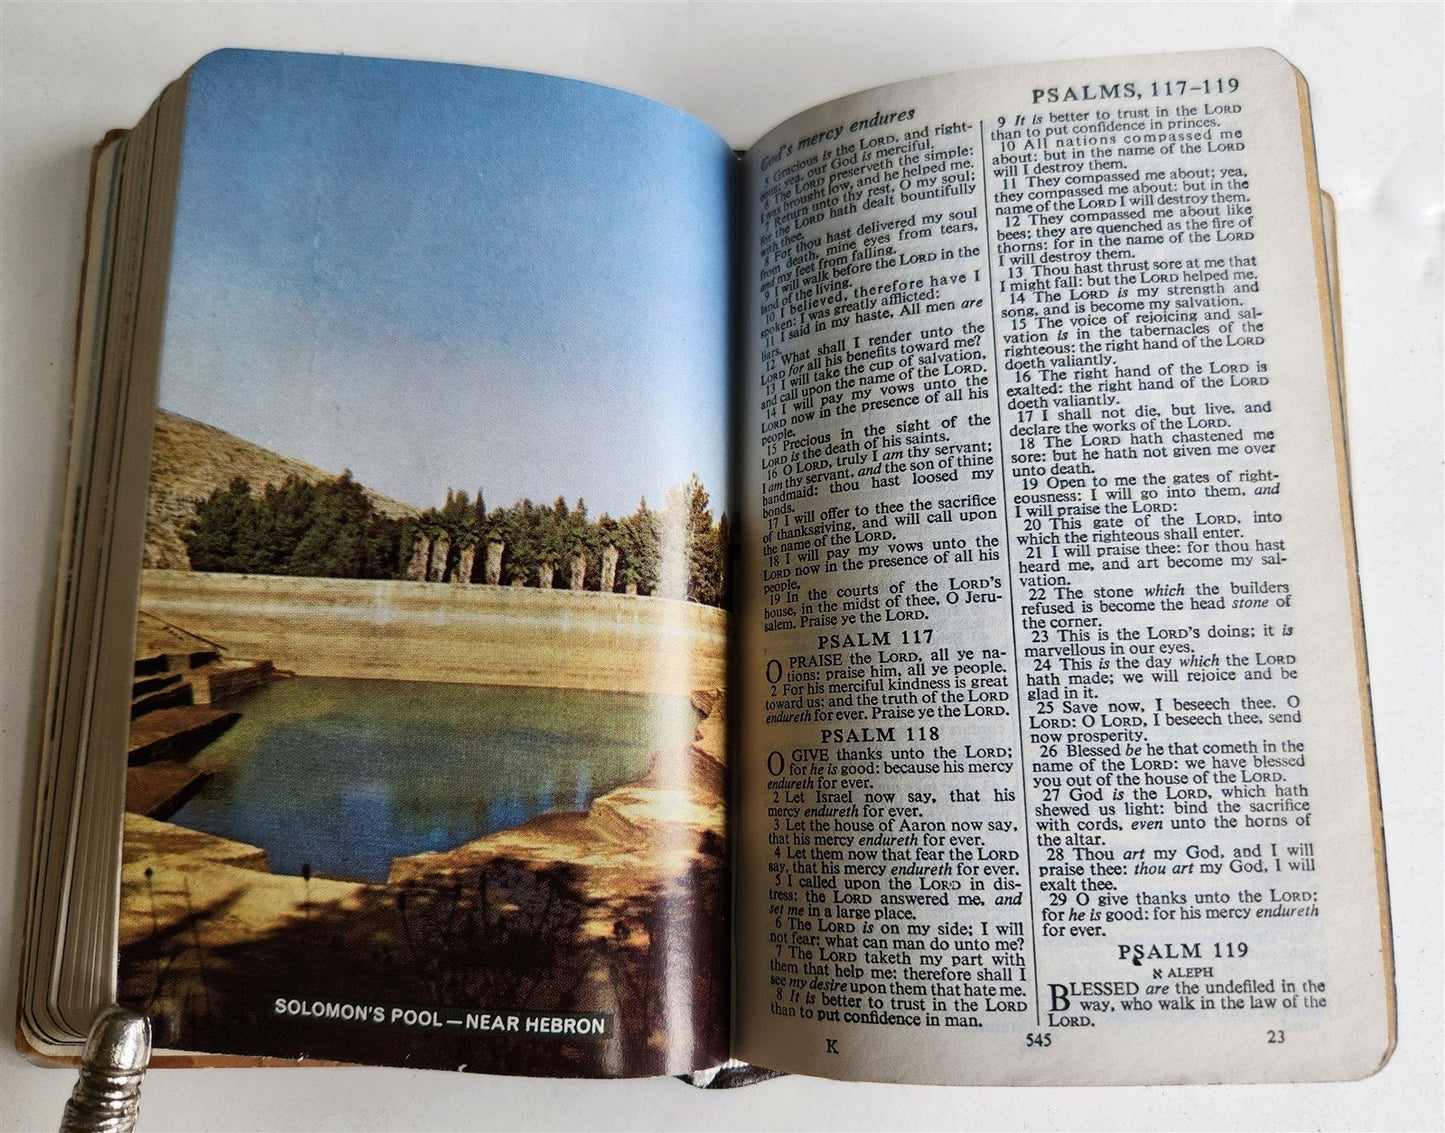 SOLOMON'S POOL—NEAR HEBRON
God's mercy endures
PSALMS, 117–119
5 Gracious is the LORD, and right-
eous; yea, our God is merciful.
6 The LORD preserveth the simple:
I was brought low, and he helped me.
7 Return unto thy rest, O my soul;
for the LORD hath dealt bountifully
with thee.
8 For thou hast delivered my soul
from death, mine eyes from tears,
and my feet from falling.
9 I will walk before the LORD in the
land of the living.
10 I believed, therefore have I
spoken: I was greatly afflicted:
11 I said in my haste, All men are
liars.
12 What shall I render unto the
LORD for all his benefits toward me?
13 I will take the cup of salvation,
and call upon the name of the LORD.
14 I will pay my vows unto the
LORD now in the presence of all his
people.
15 Precious in the sight of the
LORD is the death of his saints.
16 O LORD, truly I am thy servant;
I am thy servant, and the son of thine
handmaid: thou hast loosed my
bonds.
17 I will offer to thee the sacrifice
of thanksgiving, and will call upon
the name of the LORD.
18 I will pay my vows unto the
LORD now in the presence of all his
people,
19 In the courts of the LORD'S
house, in the midst of thee, O Jeru-
salem. Praise ye the LORD.
PSALM 117
O PRAISE the LORD, all ye na-
tions: praise him, all ye people.
2 For his merciful kindness is great
toward us: and the truth of the LORD
endureth for ever. Praise ye the LORD.
PSALM 118
O GIVE thanks unto the LORD;
for he is good: because his mercy
endureth for ever.
2 Let Israel now say, that his
mercy endureth for ever.
3 Let the house of Aaron now say,
that his mercy endureth for ever.
4 Let them now that fear the LORD
say, that his mercy endureth for ever.
5 I called upon the LORD in dis-
tress: the LORD answered me, and
set me in a large place.
6 The LORD is on my side; I will
not fear: what can man do unto me?
7 The LORD taketh my part with
them that help me: therefore shall I
see my desire upon them that hate me.
8 It is better to trust in the LORD
than to put confidence in man.
9 It is better to trust in the LORD
than to put confidence in princes.
10 All nations compassed me
about: but in the name of the LORD
will I destroy them.
11 They compassed me about; yea,
they compassed me about: but in the
name of the LORD I will destroy them.
12 They compassed me about like
bees; they are quenched as the fire of
thorns: for in the name of the LORD
I will destroy them.
13 Thou hast thrust sore at me that
I might fall: but the LORD helped me.
14 The LORD is my strength and
song, and is become my salvation.
15 The voice of rejoicing and sal-
vation is in the tabernacles of the
righteous: the right hand of the LORD
doeth valiantly.
16 The right hand of the LORD is
exalted: the right hand of the LORD
doeth valiantly.
17 I shall not die, but live, and
declare the works of the LORD.
18 The LORD hath chastened me
sore: but he hath not given me over
unto death.
19 Open to me the gates of right-
eousness: I will go into them, and
I will praise the LORD:
20 This gate of the LORD, into
which the righteous shall enter.
21 I will praise thee: for thou hast
heard me, and art become my sal-
vation.
22 The stone which the builders
refused is become the head stone of
the corner.
23 This is the LORD'S doing; it is
marvellous in our eyes.
24 This is the day which the LORD
hath made; we will rejoice and be
glad in it.
25 Save now, I beseech thee, O
LORD: O LORD, I beseech thee, send
now prosperity.
26 Blessed be he that cometh in the
name of the LORD: we have blessed
you out of the house of the LORD.
27 God is the LORD, which hath
shewed us light: bind the sacrifice
with cords, even unto the horns of
the altar.
28 Thou art my God, and I will
praise thee: thou art my God, I will
exalt thee.
29 O give thanks unto the LORD;
for he is good: for his mercy endureth
for ever.
PSALM 119
א ALEPH
BLESSED are the undefiled in the
way, who walk in the law of the
LORD.
K
545
23